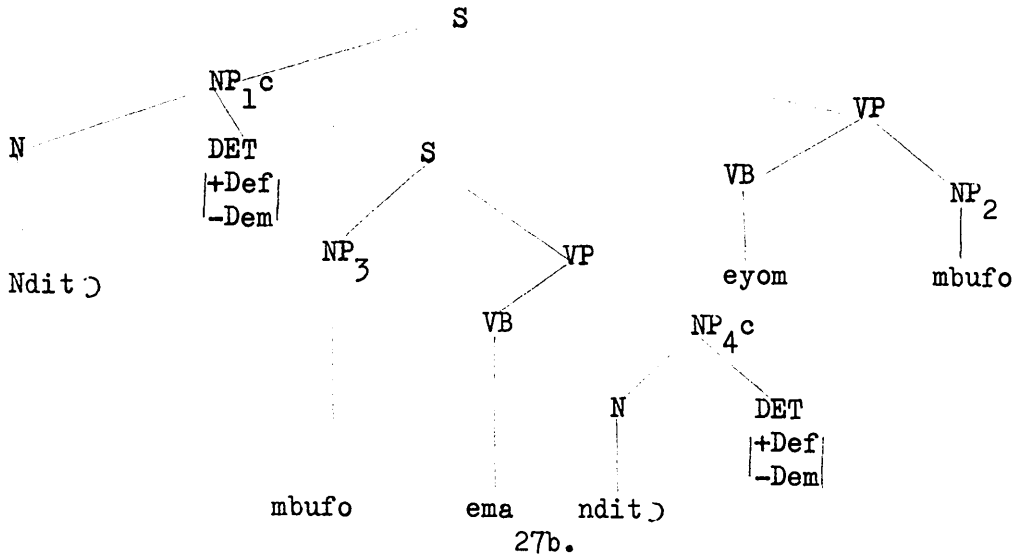 S
NP₁c
VP
N DET S
VB
|+Def|
|-Dem|
NP₂
NP₃ VP
Nditɔ eyom mbufo
VB NP₄c
N DET
|+Def|
|-Dem|
mbufo ema nditɔ
27b.